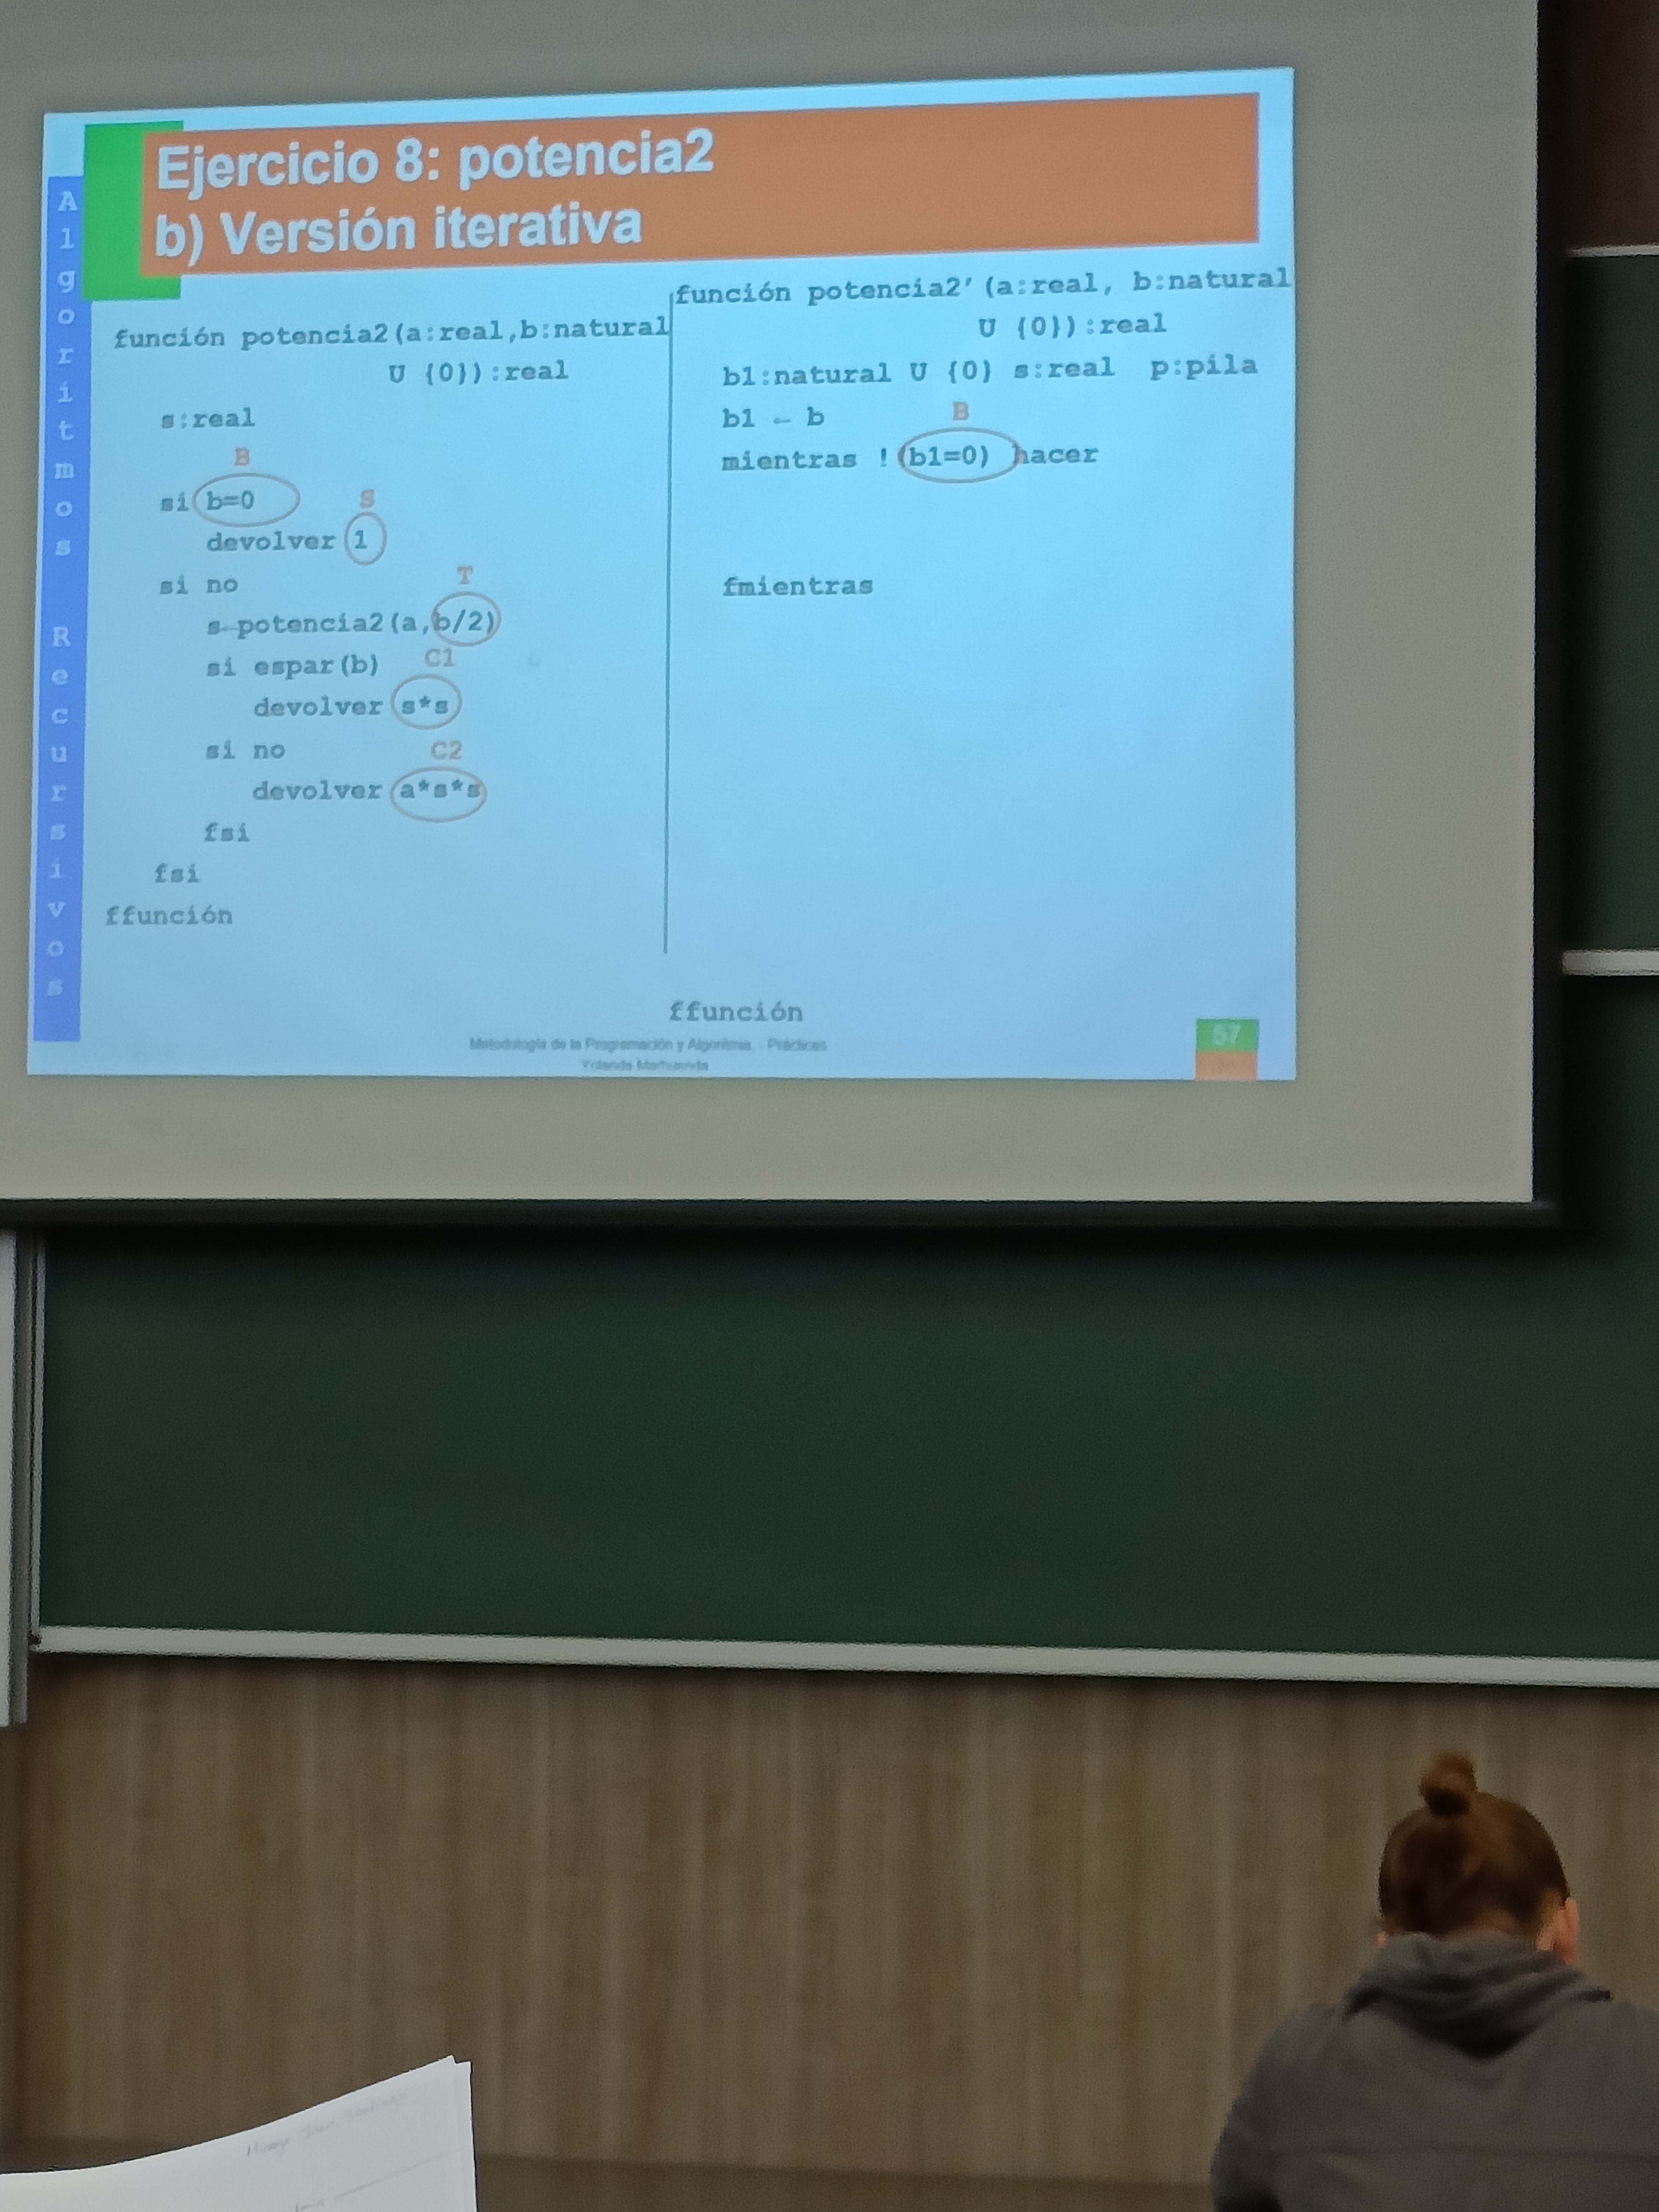 Ejercicio 8: potencia2
b) Versión iterativa
Algoritmos Recursivos
función potencia2(a:real,b:natural
U {0}):real
s:real
B
si b=0
S
devolver 1
si no
T
s←potencia2(a,b/2)
si espar(b)
C1
devolver s*s
si no
C2
devolver a*s*s
fsi
fsi
ffunción
función potencia2'(a:real, b:natural
U {0}):real
b1:natural U {0} s:real p:pila
b1 ← b
B
mientras !(b1=0) hacer
fmientras
ffunción
Metodología de la Programación y Algoritmia. - Prácticas
Yolanda Marhuenda
57